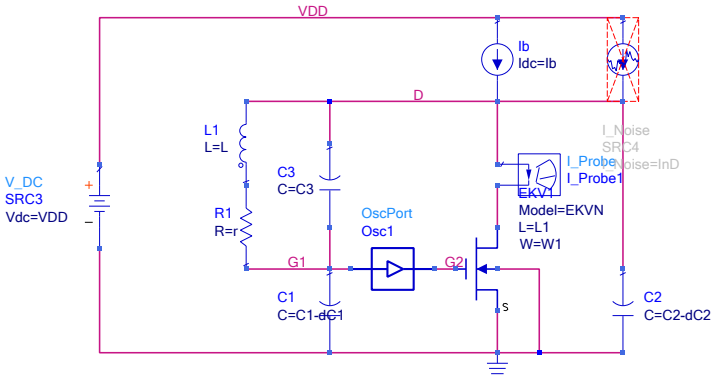 VDD
Ib
Idc=Ib
D
L1
L=L
I_Noise
SRC4
I_Noise=InD
C3
C=C3
I_Probe
I_Probe1
V_DC
SRC3
Vdc=VDD
+
−
EKV1
Model=EKVN
L=L1
W=W1
R1
R=r
OscPort
Osc1
G1
G2
C1
C=C1-dC1
s
C2
C=C2-dC2